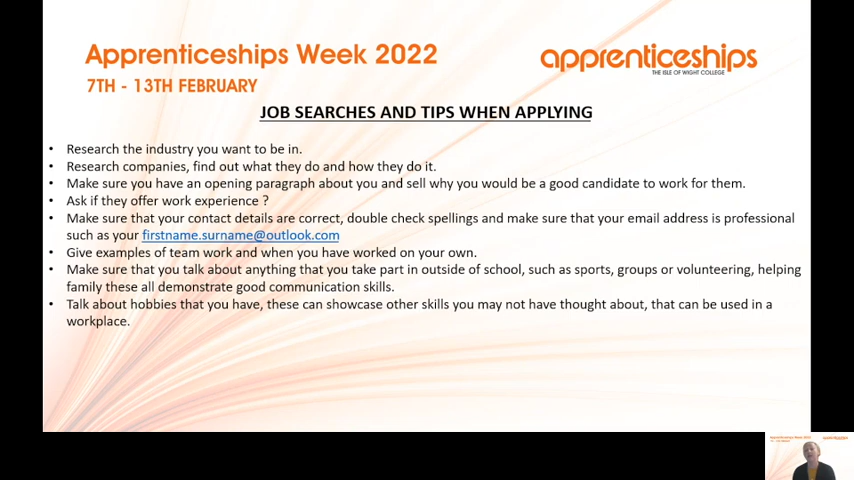 Apprenticeships Week 2022
7TH - 13TH FEBRUARY
apprenticeships
THE ISLE OF WIGHT COLLEGE
JOB SEARCHES AND TIPS WHEN APPLYING
• Research the industry you want to be in.
• Research companies, find out what they do and how they do it.
• Make sure you have an opening paragraph about you and sell why you would be a good candidate to work for them.
• Ask if they offer work experience ?
• Make sure that your contact details are correct, double check spellings and make sure that your email address is professional
such as your firstname.surname@outlook.com
• Give examples of team work and when you have worked on your own.
• Make sure that you talk about anything that you take part in outside of school, such as sports, groups or volunteering, helping
family these all demonstrate good communication skills.
• Talk about hobbies that you have, these can showcase other skills you may not have thought about, that can be used in a
workplace.